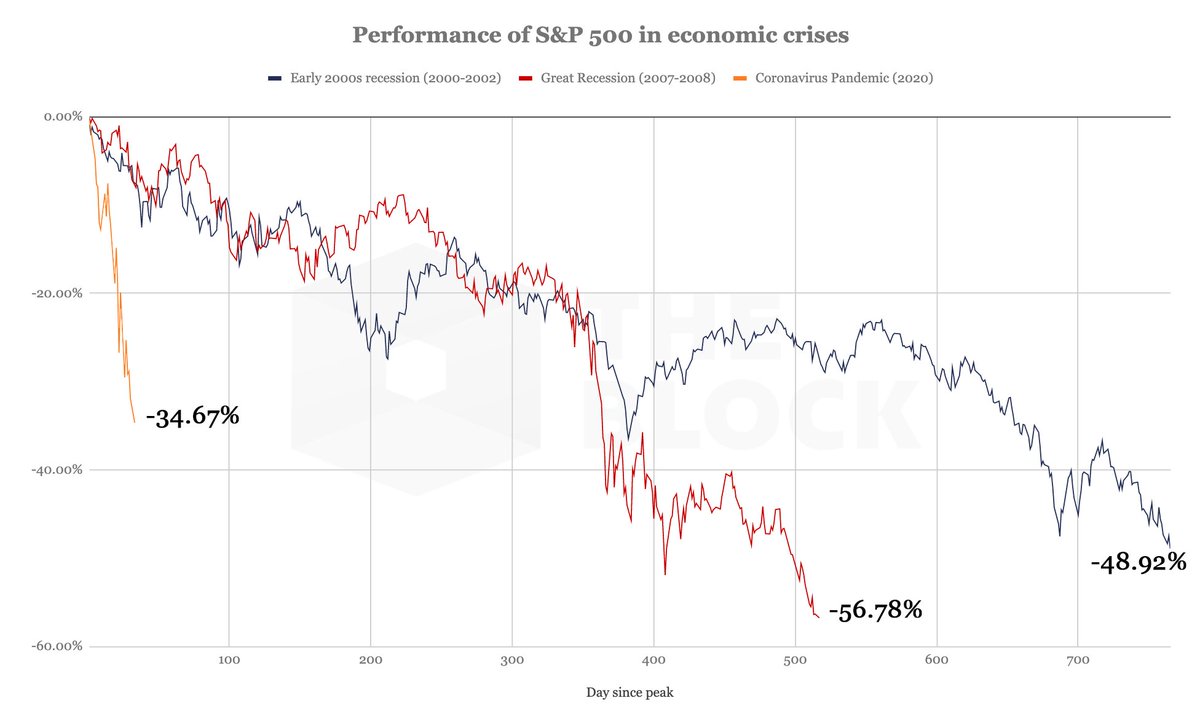 Performance of S&P 500 in economic crises
Early 2000s recession (2000-2002) Great Recession (2007-2008) Coronavirus Pandemic (2020)
0.00%
-20.00%
THE
BLOCK
-34.67%
-40.00%
-48.92%
-56.78%
-60.00%
100 200 300 400 500 600 700
Day since peak